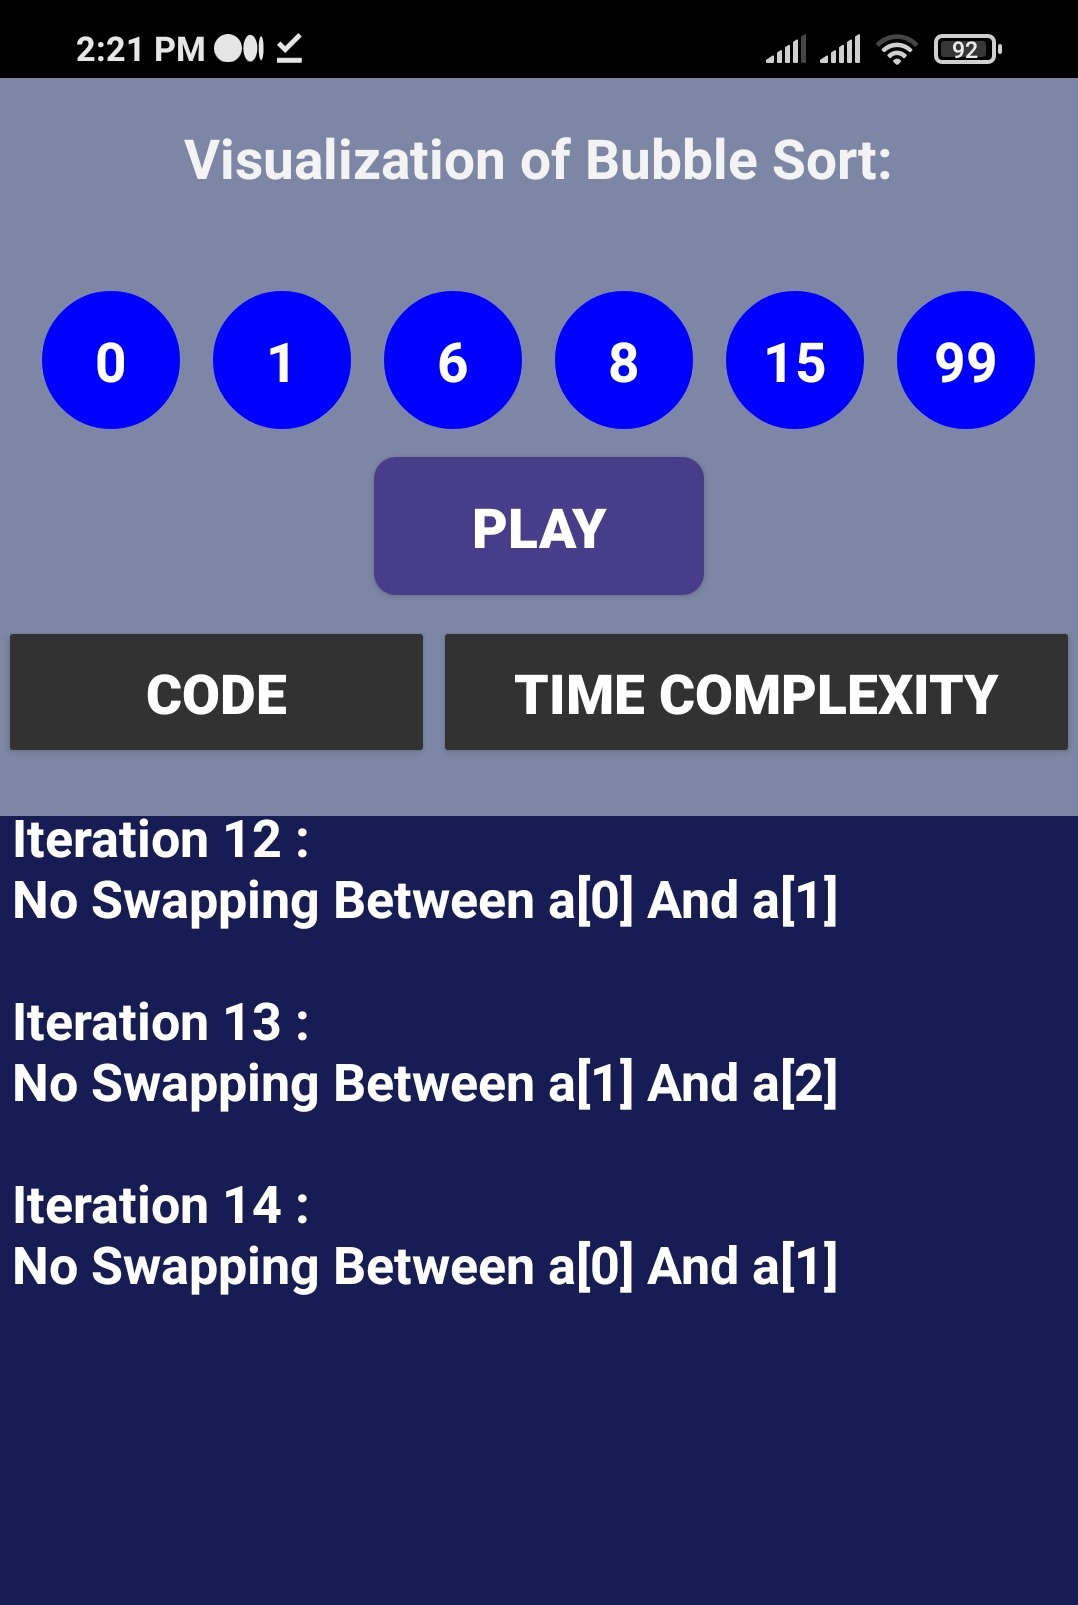 2:21 PM
92
Visualization of Bubble Sort:
0 1 6 8 15 99
PLAY
CODE TIME COMPLEXITY
Iteration 12 :
No Swapping Between a[0] And a[1]
Iteration 13 :
No Swapping Between a[1] And a[2]
Iteration 14 :
No Swapping Between a[0] And a[1]